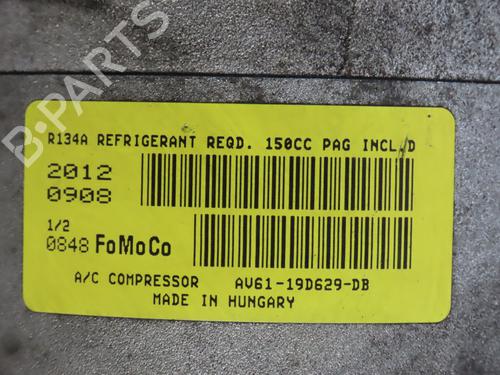 B-PARTS
R134A REFRIGERANT REQD. 150CC PAG INCL/D
2012
0908
1/2
0848 FoMoCo
A/C COMPRESSOR AV61-19D629-DB
MADE IN HUNGARY